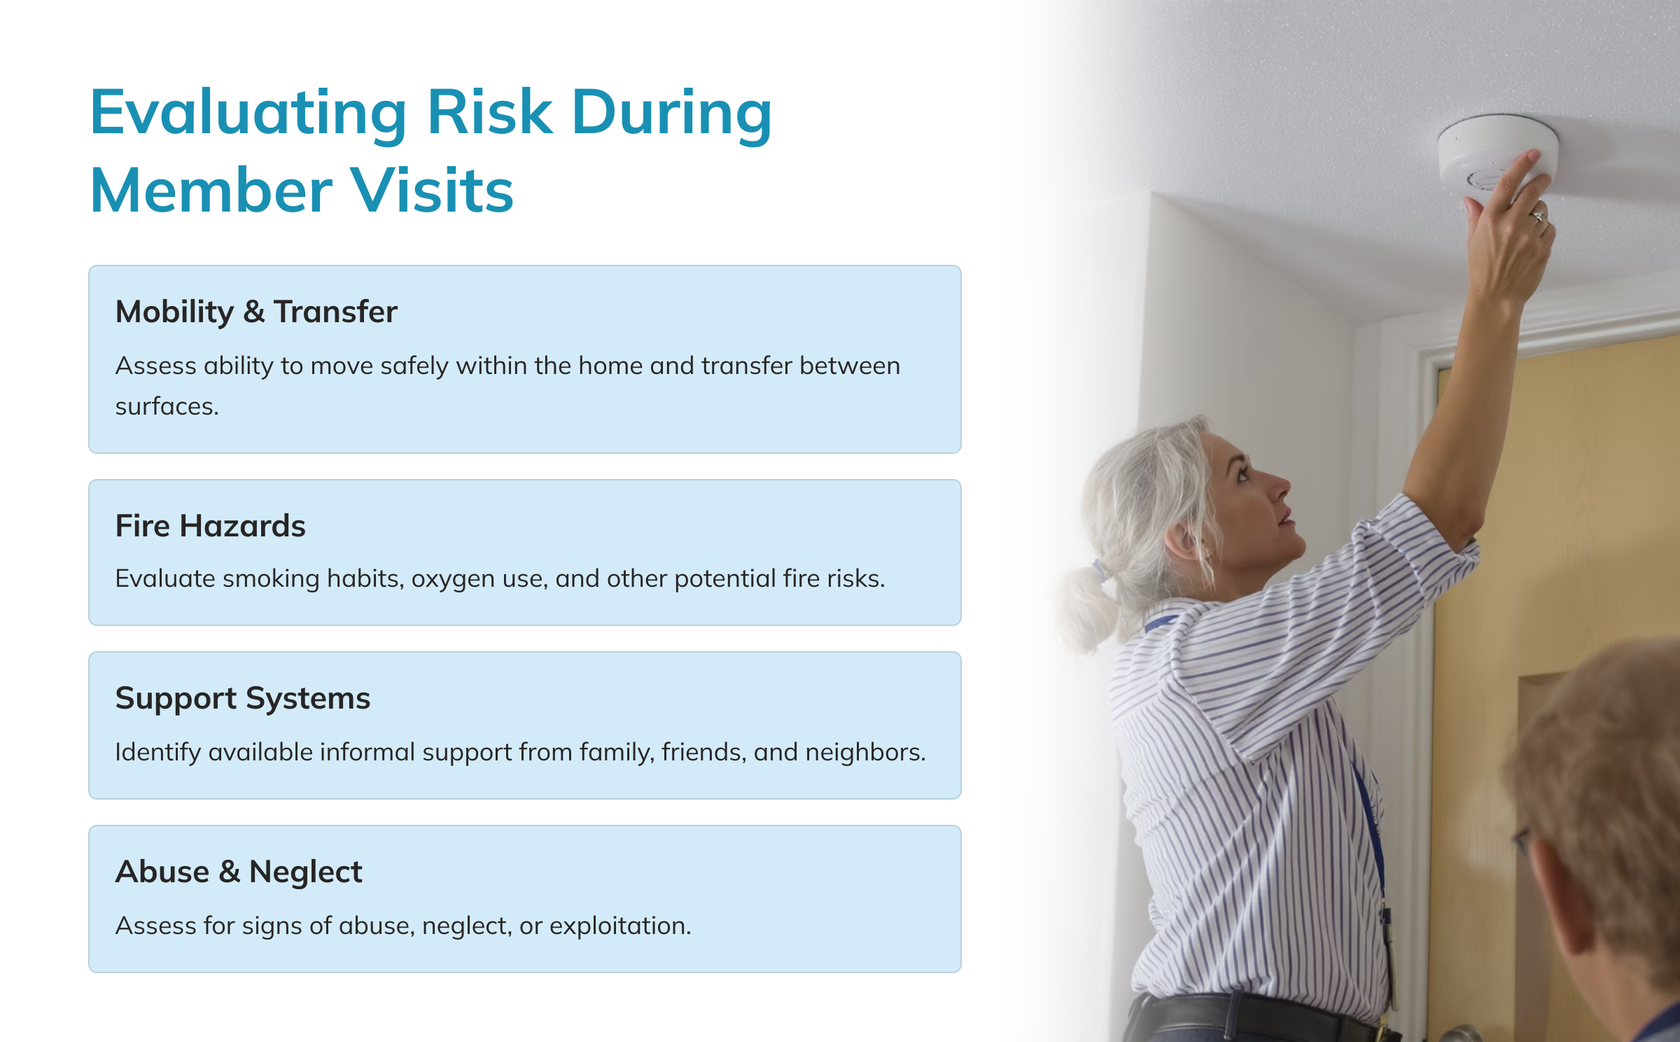 Evaluating Risk During
Member Visits
Mobility & Transfer
Assess ability to move safely within the home and transfer between
surfaces.
Fire Hazards
Evaluate smoking habits, oxygen use, and other potential fire risks.
Support Systems
Identify available informal support from family, friends, and neighbors.
Abuse & Neglect
Assess for signs of abuse, neglect, or exploitation.